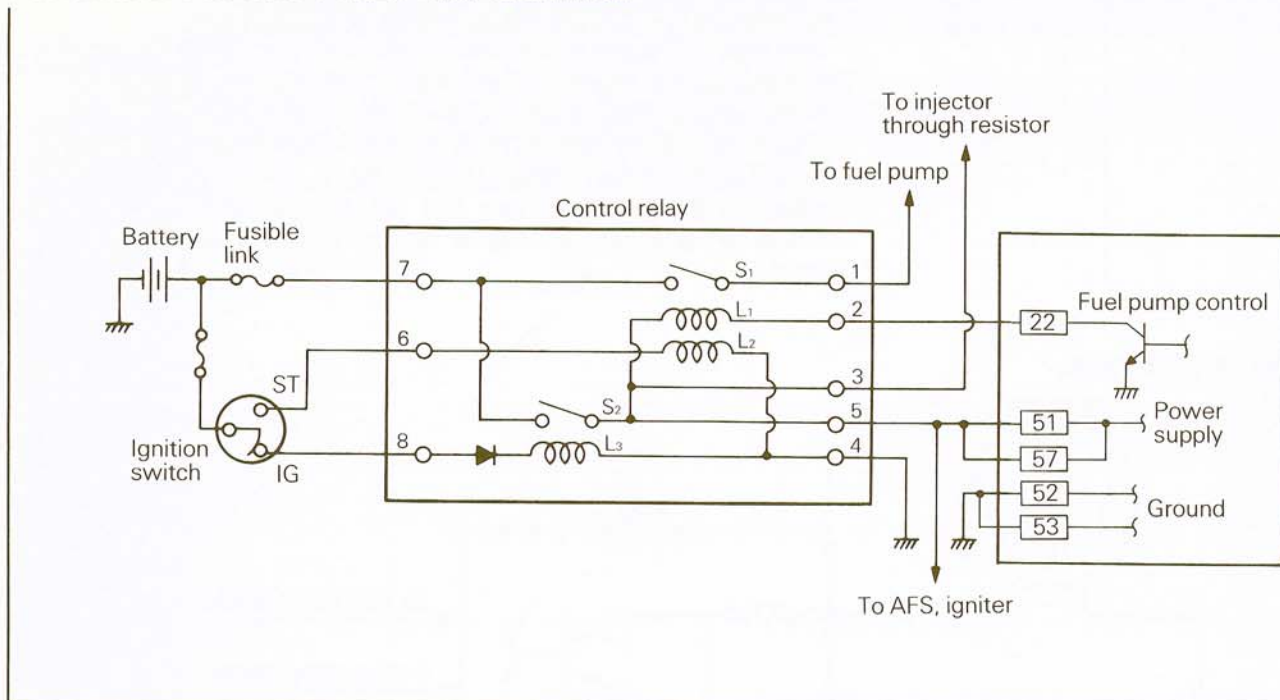 To injector
through resistor
To fuel pump
Control relay
Battery
Fusible
link
7
S1
1
Fuel pump control
L1
2
22
6
L2
ST
3
S2
5
51
Power
supply
Ignition
switch
8
L3
4
57
IG
52
Ground
53
To AFS, igniter